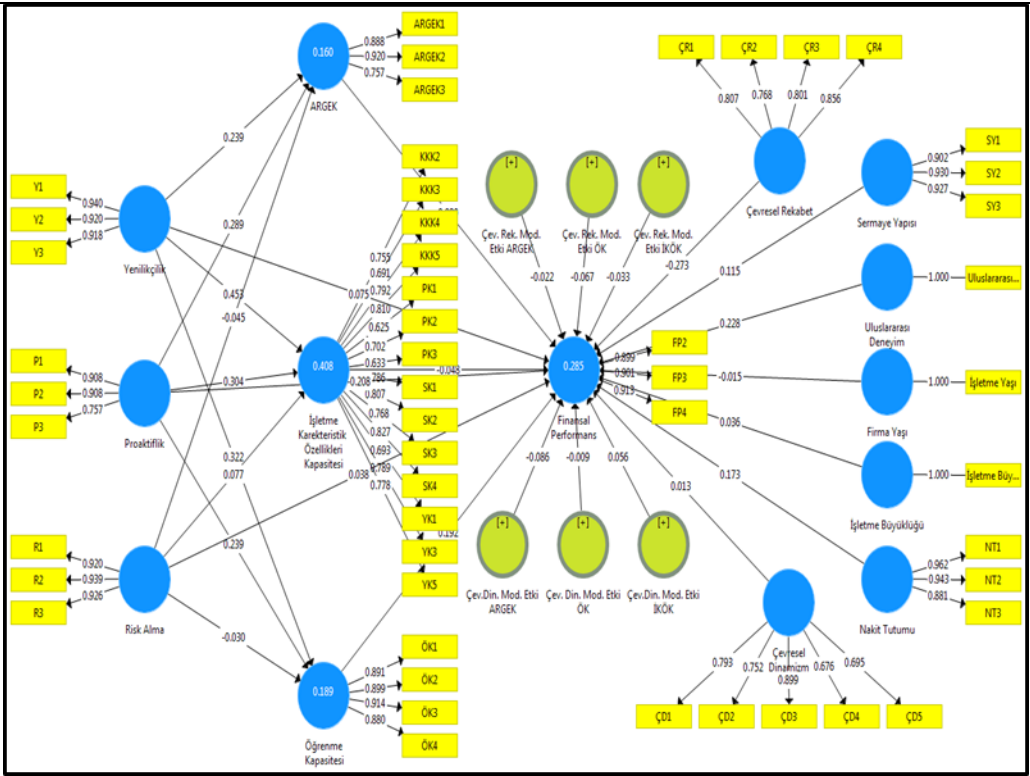 ARGEK1
0.888
0.160
0.920
ARGEK2
0.757
ARGEK3
ARGEK
ÇR1
ÇR2
ÇR3
ÇR4
0.807
0.768
0.801
0.856
Çevresel Rekabet
0.239
Y1
0.940
Y2
0.920
Y3
0.918
Yenilikçilik
0.289
0.453
-0.045
KKK2
KKK3
KKK4
KKK5
PK1
PK2
PK3
SK1
SK2
SK3
SK4
YK1
YK3
YK5
0.755
0.691
0.792
0.075
0.810
0.625
0.702
0.633
-0.048
-0.208
0.807
0.768
0.827
0.693
0.789
0.778
0.038
0.192
[+]
[+]
[+]
Çev. Rek. Mod.
Etki ARGEK
Çev. Rek. Mod.
Etki ÖK
Çev. Rek. Mod.
Etki İKÖK
-0.022
-0.067
-0.033
-0.273
SY1
0.902
SY2
0.930
SY3
0.927
Sermaye Yapısı
0.115
1.000
Uluslararası...
Uluslararası
Deneyim
0.228
P1
0.908
P2
0.908
P3
0.757
Proaktiflik
0.304
0.408
İşletme
Karekteristik
Özellikleri
Kapasitesi
0.322
0.077
0.239
0.285
Finansal
Performans
FP2
0.899
FP3
0.901
FP4
0.913
-0.015
1.000
İşletme Yaşı
Firma Yaşı
0.036
1.000
İşletme Büy...
İşletme Büyüklüğü
0.173
-0.086
-0.009
0.056
0.013
[+]
[+]
[+]
Çev.Din. Mod. Etki
ARGEK
Çev. Din. Mod. Etki
ÖK
Çev.Din. Mod. Etki
İKÖK
R1
0.920
R2
0.939
R3
0.926
Risk Alma
-0.030
NT1
0.962
NT2
0.943
NT3
0.881
Nakit Tutumu
Çevresel
Dinamizm
0.793
0.752
0.899
0.676
0.695
ÇD1
ÇD2
ÇD3
ÇD4
ÇD5
0.189
Öğrenme
Kapasitesi
ÖK1
0.891
ÖK2
0.899
ÖK3
0.914
ÖK4
0.880